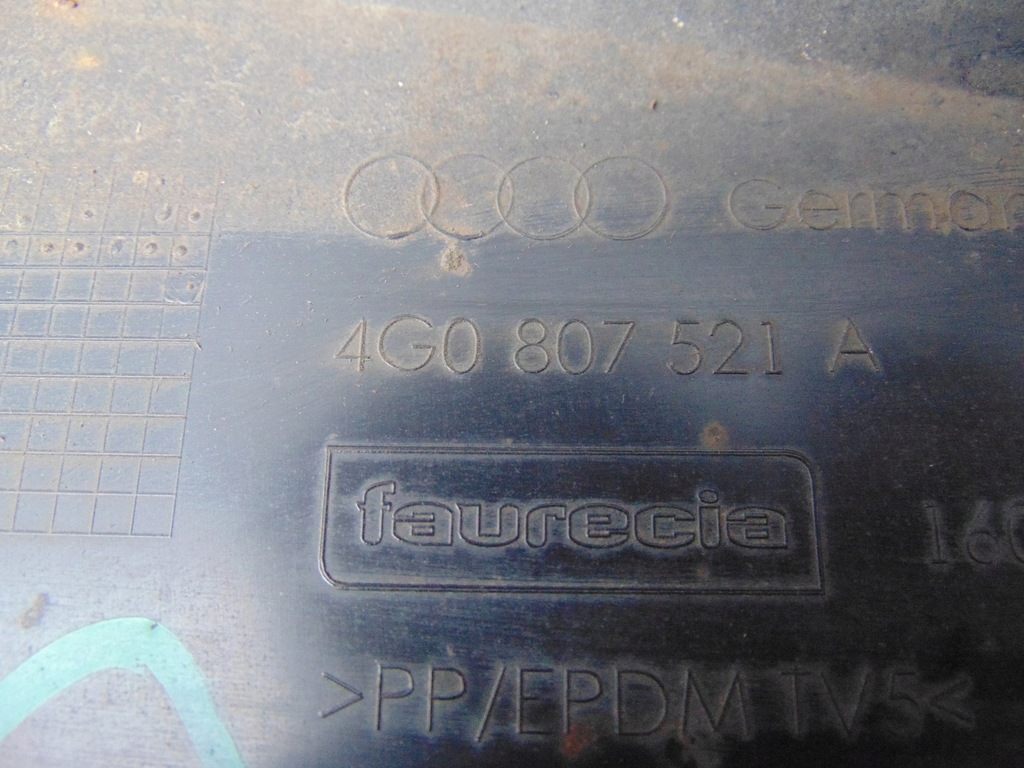 4G0 807 521 A
faurecia
>PP/EPDM TV5<